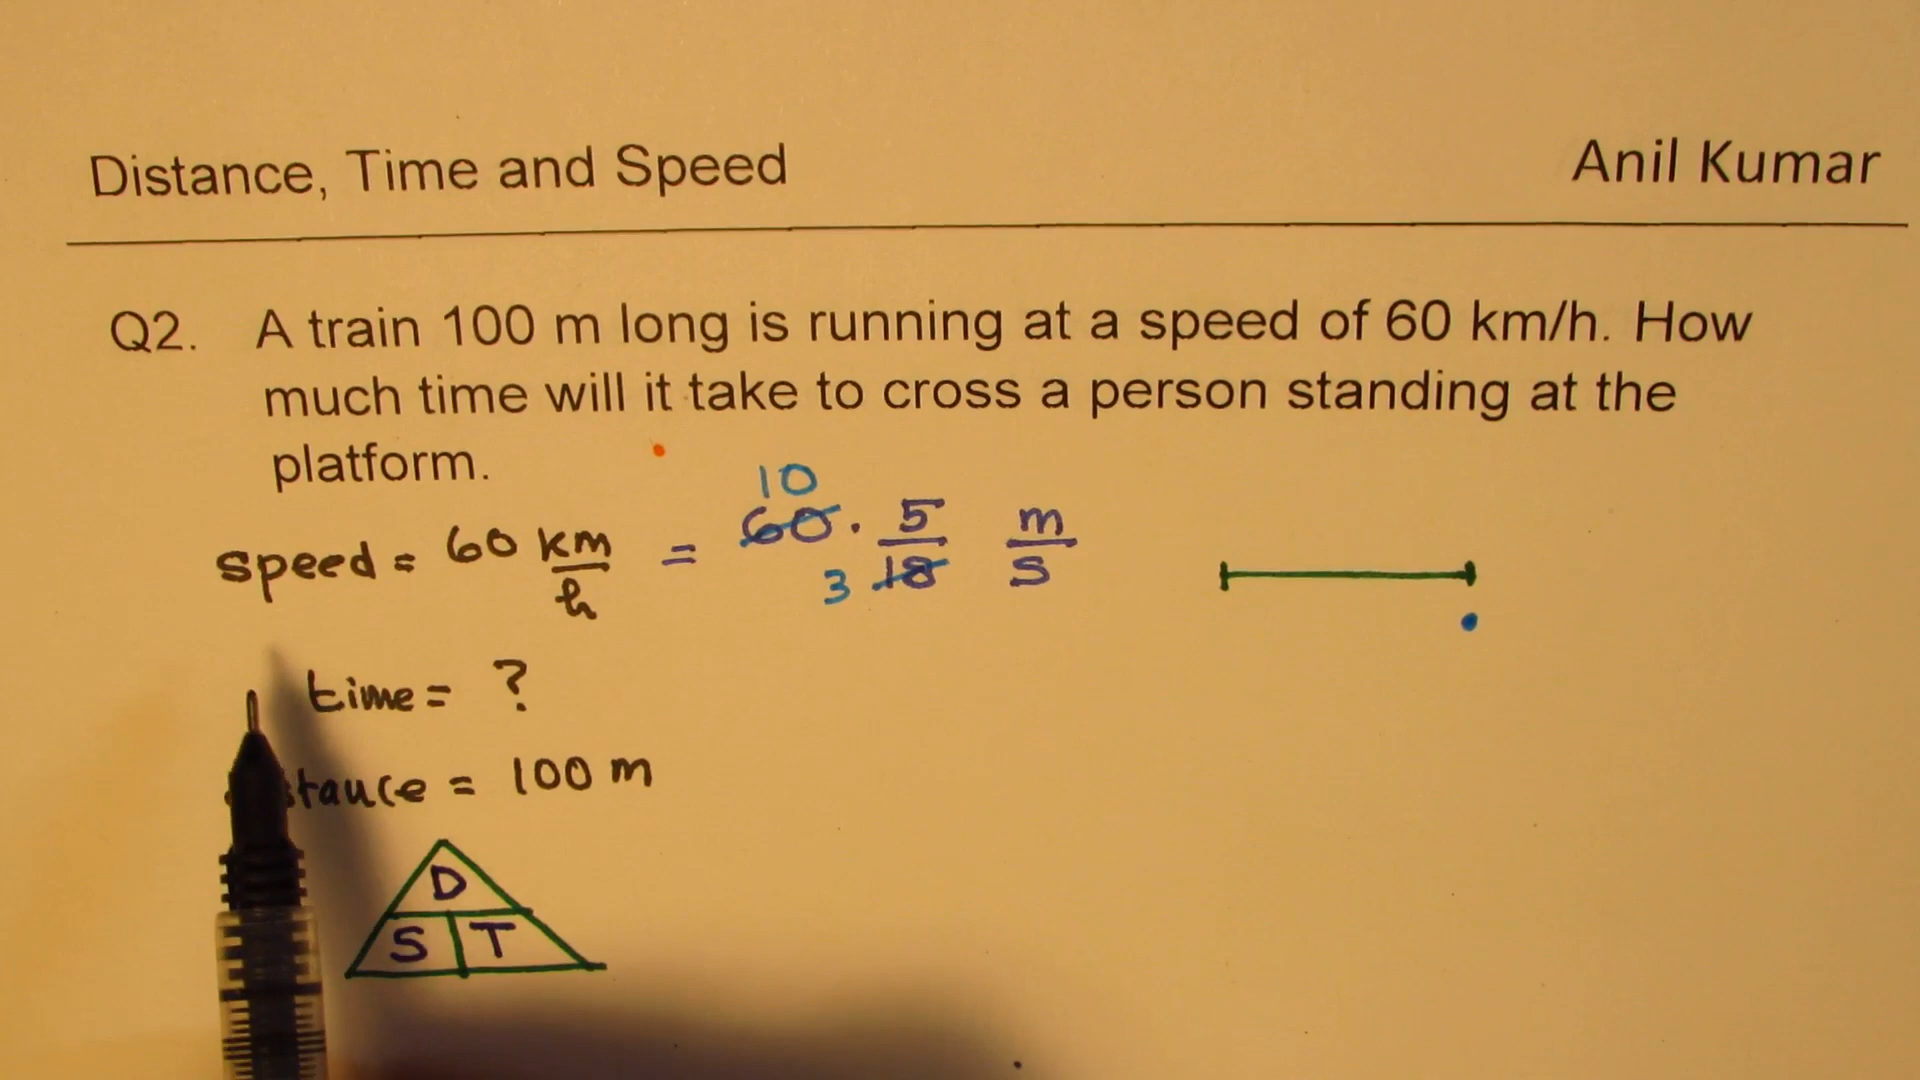 Distance, Time and Speed Anil Kumar
Q2. A train 100 m long is running at a speed of 60 km/h. How
much time will it take to cross a person standing at the
platform.
10
speed = 60 km/h = 60 · 5/18 m/s
3
time = ?
= 100 m
D
S T